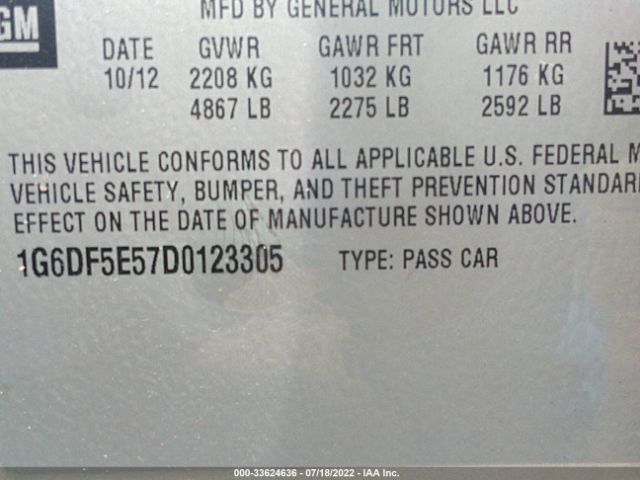 GM
MFD BY GENERAL MOTORS LLC
DATE GVWR GAWR FRT GAWR RR
10/12 2208 KG 1032 KG 1176 KG
4867 LB 2275 LB 2592 LB
THIS VEHICLE CONFORMS TO ALL APPLICABLE U.S. FEDERAL M
VEHICLE SAFETY, BUMPER, AND THEFT PREVENTION STANDAR
EFFECT ON THE DATE OF MANUFACTURE SHOWN ABOVE.
1G6DF5E57D0123305 TYPE: PASS CAR
000-33624636 - 07/18/2022 - IAA Inc.